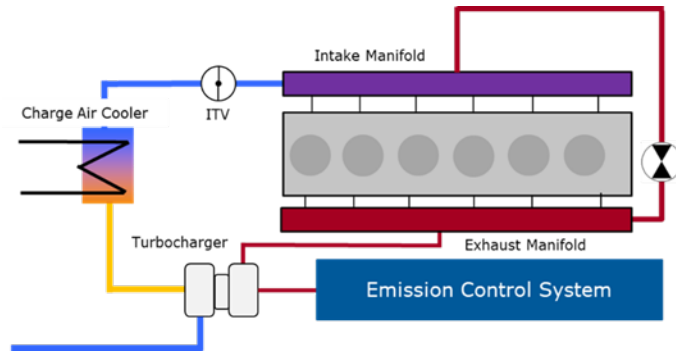 Intake Manifold
Charge Air Cooler
ITV
Turbocharger
Exhaust Manifold
Emission Control System